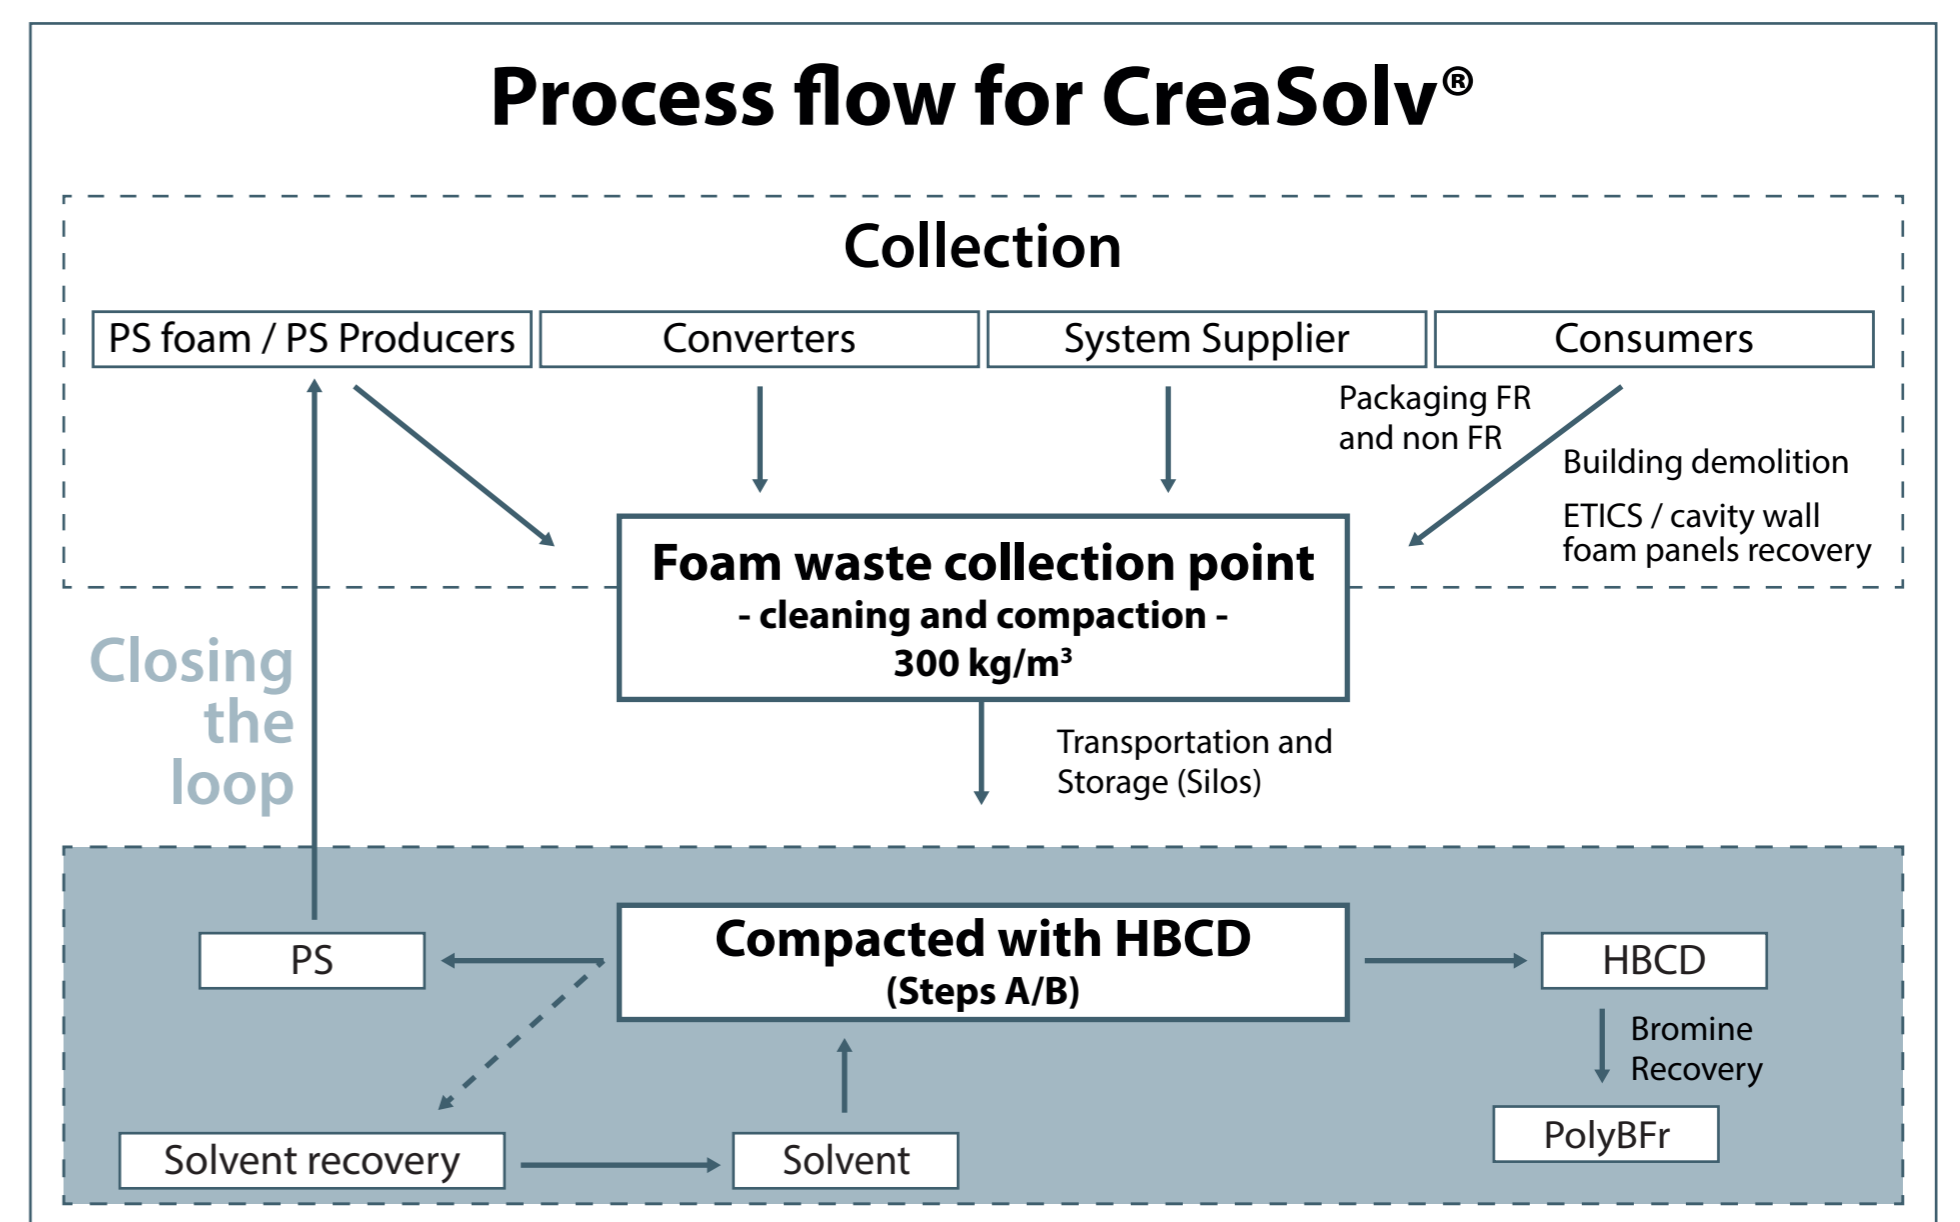 Process flow for CreaSolv®
Collection
PS foam / PS Producers
Converters
System Supplier
Consumers
Packaging FR
and non FR
Building demolition
ETICS / cavity wall
foam panels recovery
Foam waste collection point
- cleaning and compaction -
300 kg/m³
Closing
the
loop
Transportation and
Storage (Silos)
Compacted with HBCD
(Steps A/B)
PS
HBCD
Bromine
Recovery
PolyBFr
Solvent recovery
Solvent